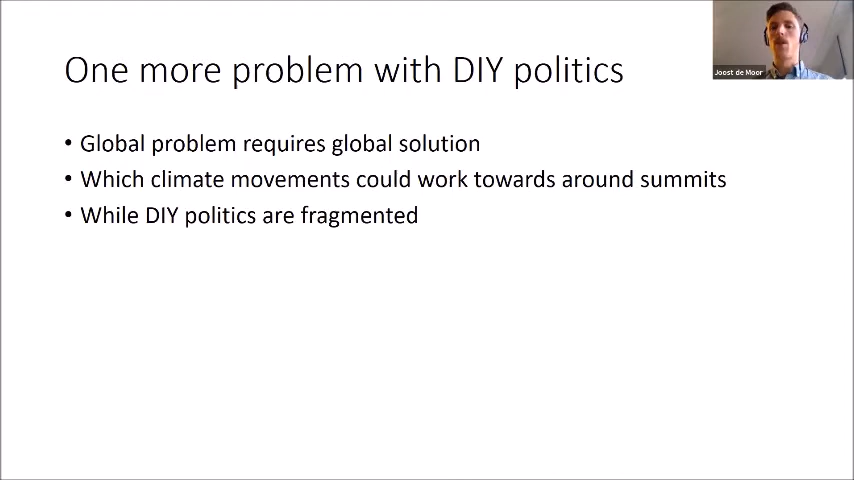 One more problem with DIY politics
Joost de Moor
• Global problem requires global solution
• Which climate movements could work towards around summits
• While DIY politics are fragmented